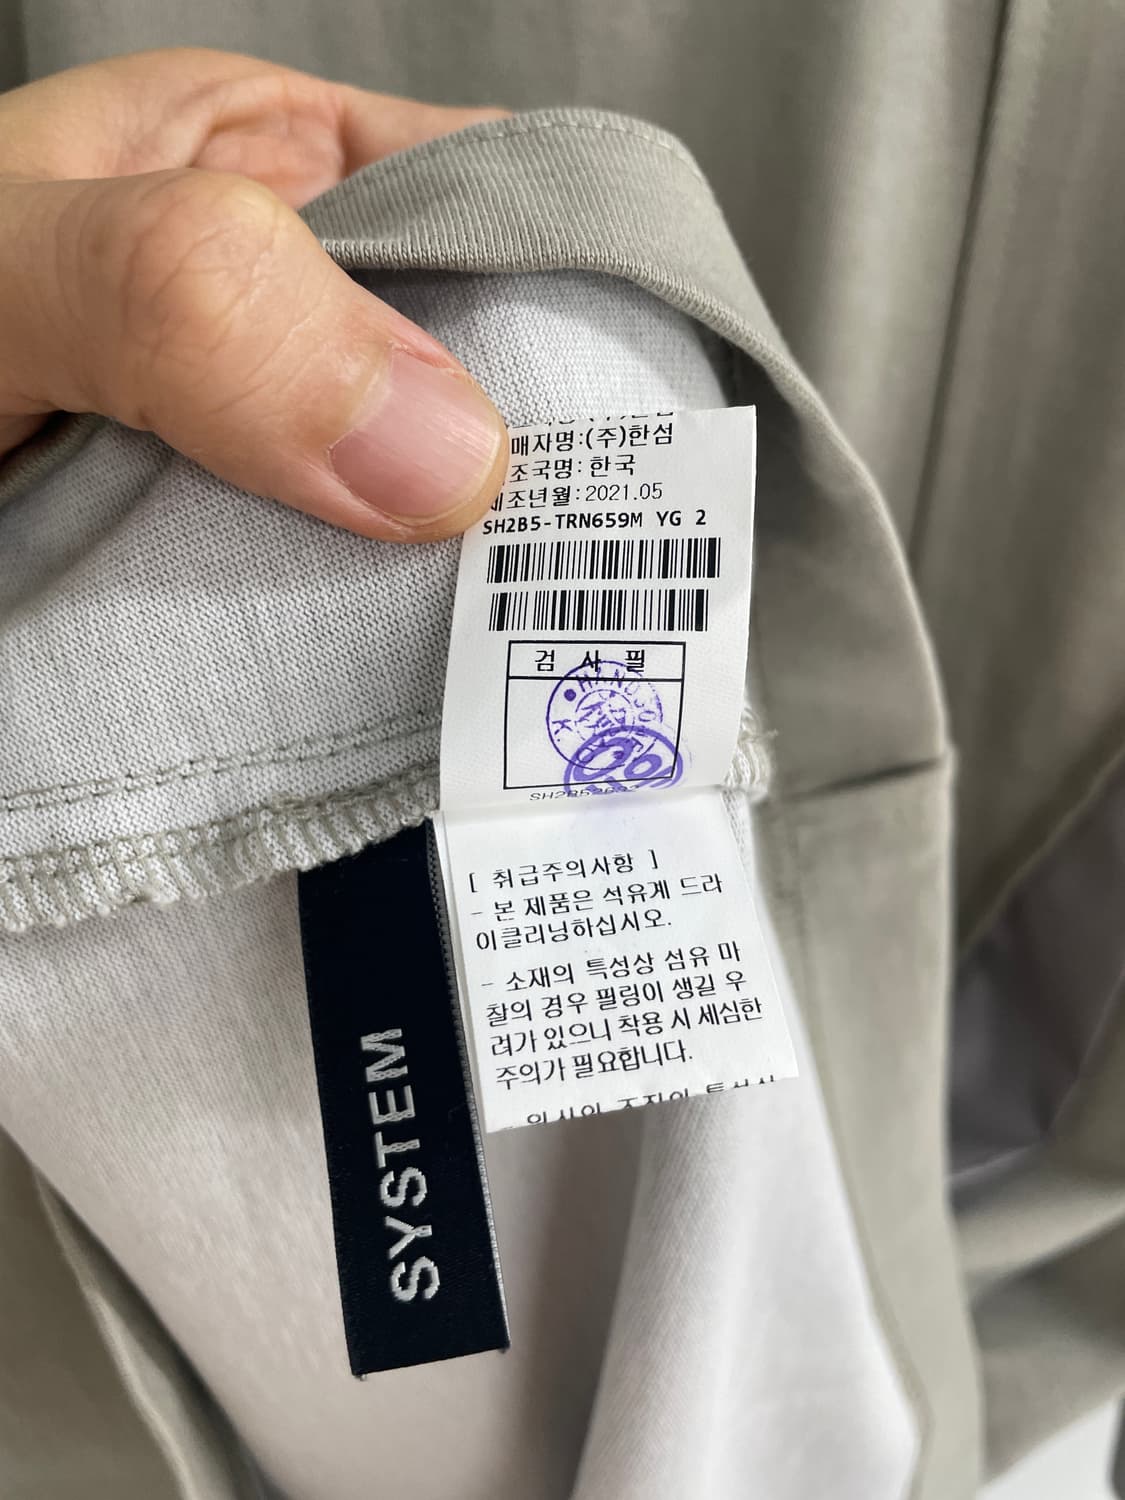 매자명:(주)한섬
조국명: 한국
제조년월:2021.05
SH2B5-TRN659M YG 2
검 사 필
[ 취급주의사항 ]
- 본 제품은 석유계 드라
이클리닝하십시오.
- 소재의 특성상 섬유 마
찰의 경우 필링이 생길 우
려가 있으니 착용 시 세심한
주의가 필요합니다.
SYSTEM